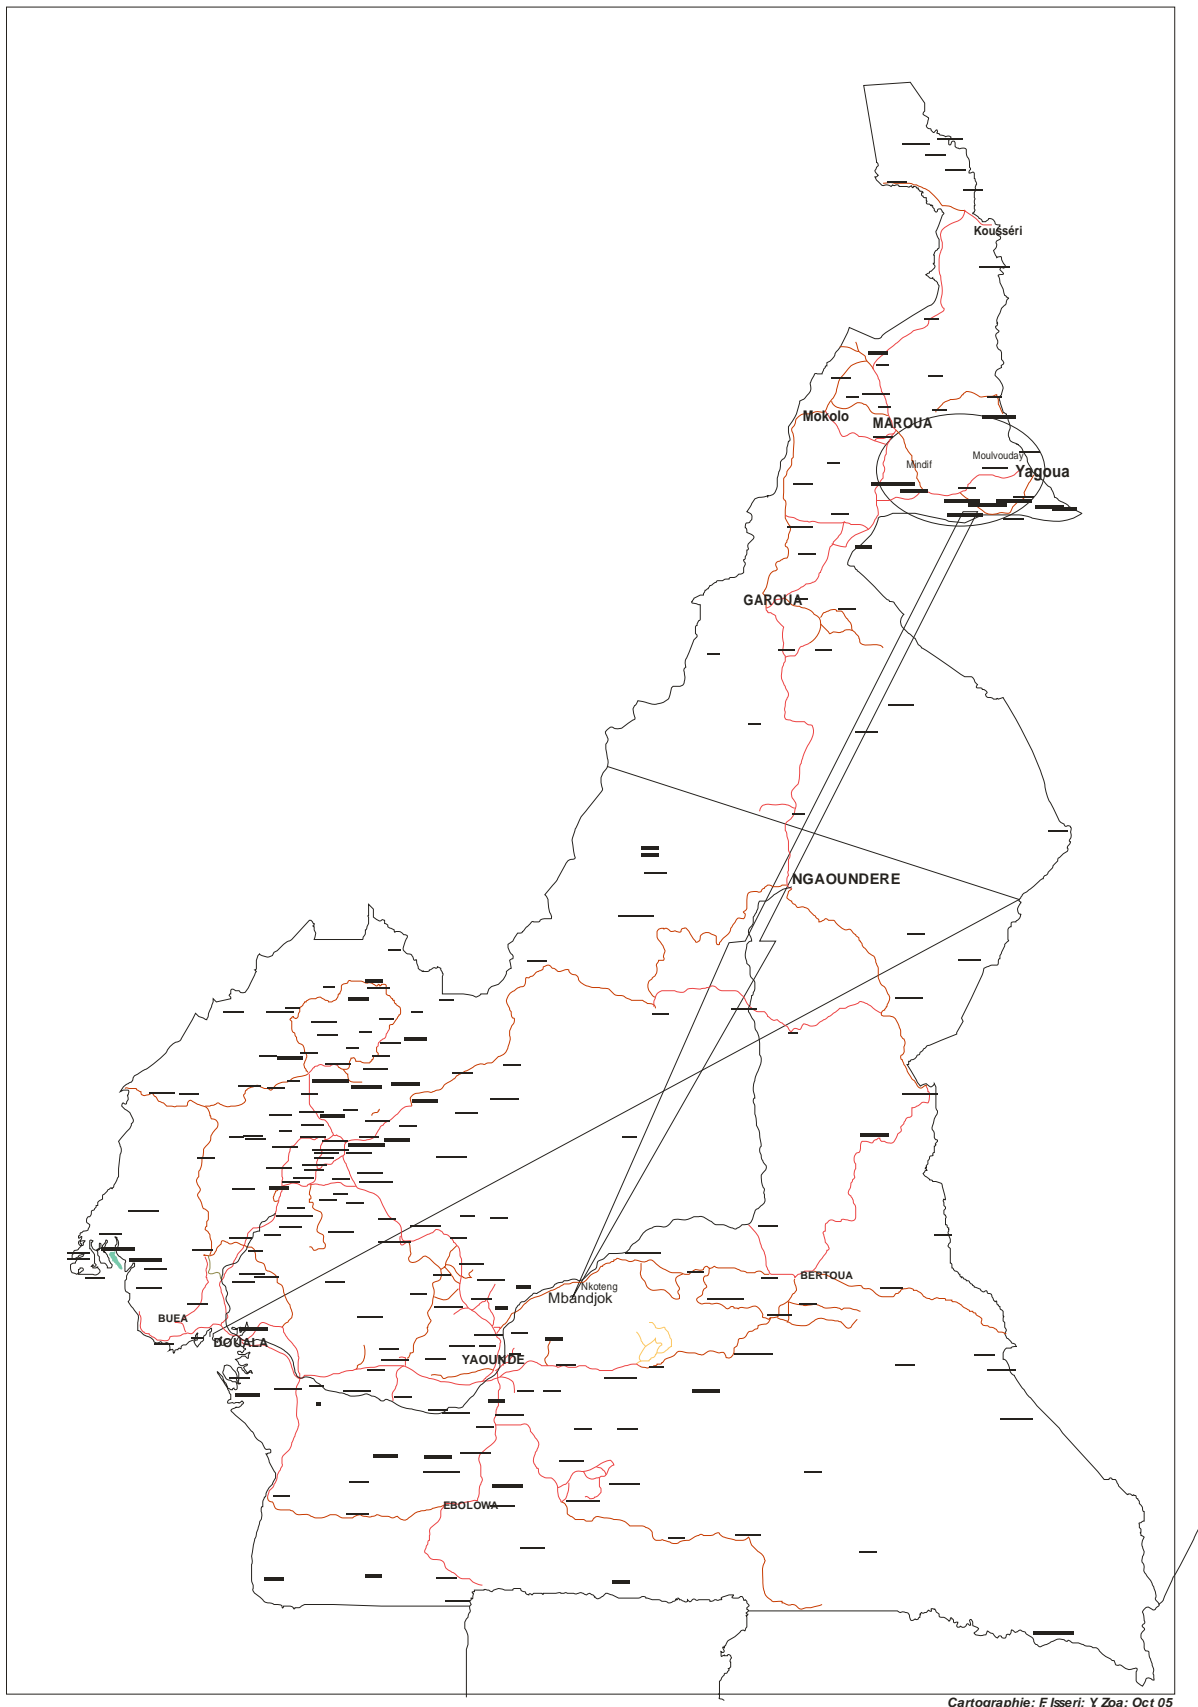 Kousséri
Mokolo
MAROUA
Mindif
Moulvouday
Yagoua
GAROUA
NGAOUNDERE
Nkoteng
Mbandjok
BERTOUA
BUEA
DOUALA
YAOUNDE
EBOLOWA
Cartographie: F. Isseri; Y. Zoa; Oct 05